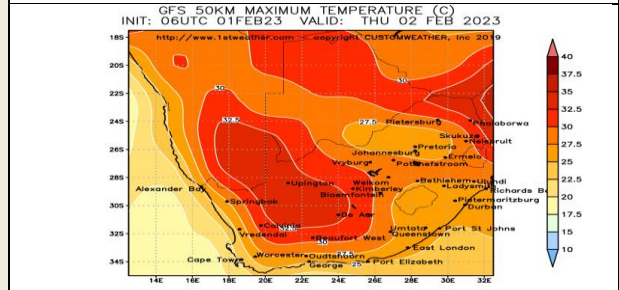 GFS 50KM MAXIMUM TEMPERATURE (C)
INIT: 06UTC 01FEB23 VALID: THU 02 FEB 2023
http://www.1stweather.com - copyright CUSTOMWEATHER, inc 2019
18S
20S
22S
24S
26S
28S
30S
32S
34S
14E 16E 18E 20E 22E 24E 26E 28E 30E 32E
40
37.5
35
32.5
30
27.5
25
22.5
20
17.5
15
10
30
30
32.5
27.5
30
27.5
25
Pietersburg
Phalaborwa
Skukuza
Nelspruit
Pretoria
Johannesburg
Ermelo
Vryburg
Potchefstroom
Upington
Welkom
Kimberley
Bloemfontein
Bethlehem
Ulundi
Ladysmith
Richards B
Alexander Bay
Springbok
Pietermaritzburg
Durban
De Aar
Calvinia
Vredendal
Beaufort West
Umtata
Queenstown
Port St Johns
East London
Cape Town
Worcester
Oudtshoorn
George
Port Elizabeth